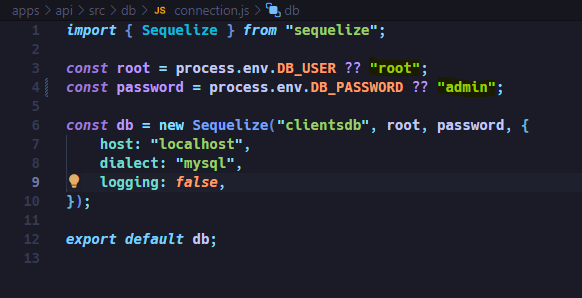 apps > api > src > db > JS connection.js > db
1 import { Sequelize } from "sequelize";
2
3 const root = process.env.DB_USER ?? "root";
4 const password = process.env.DB_PASSWORD ?? "admin";
5
6 const db = new Sequelize("clientsdb", root, password, {
7 host: "localhost",
8 dialect: "mysql",
9 logging: false,
10 });
11
12 export default db;
13